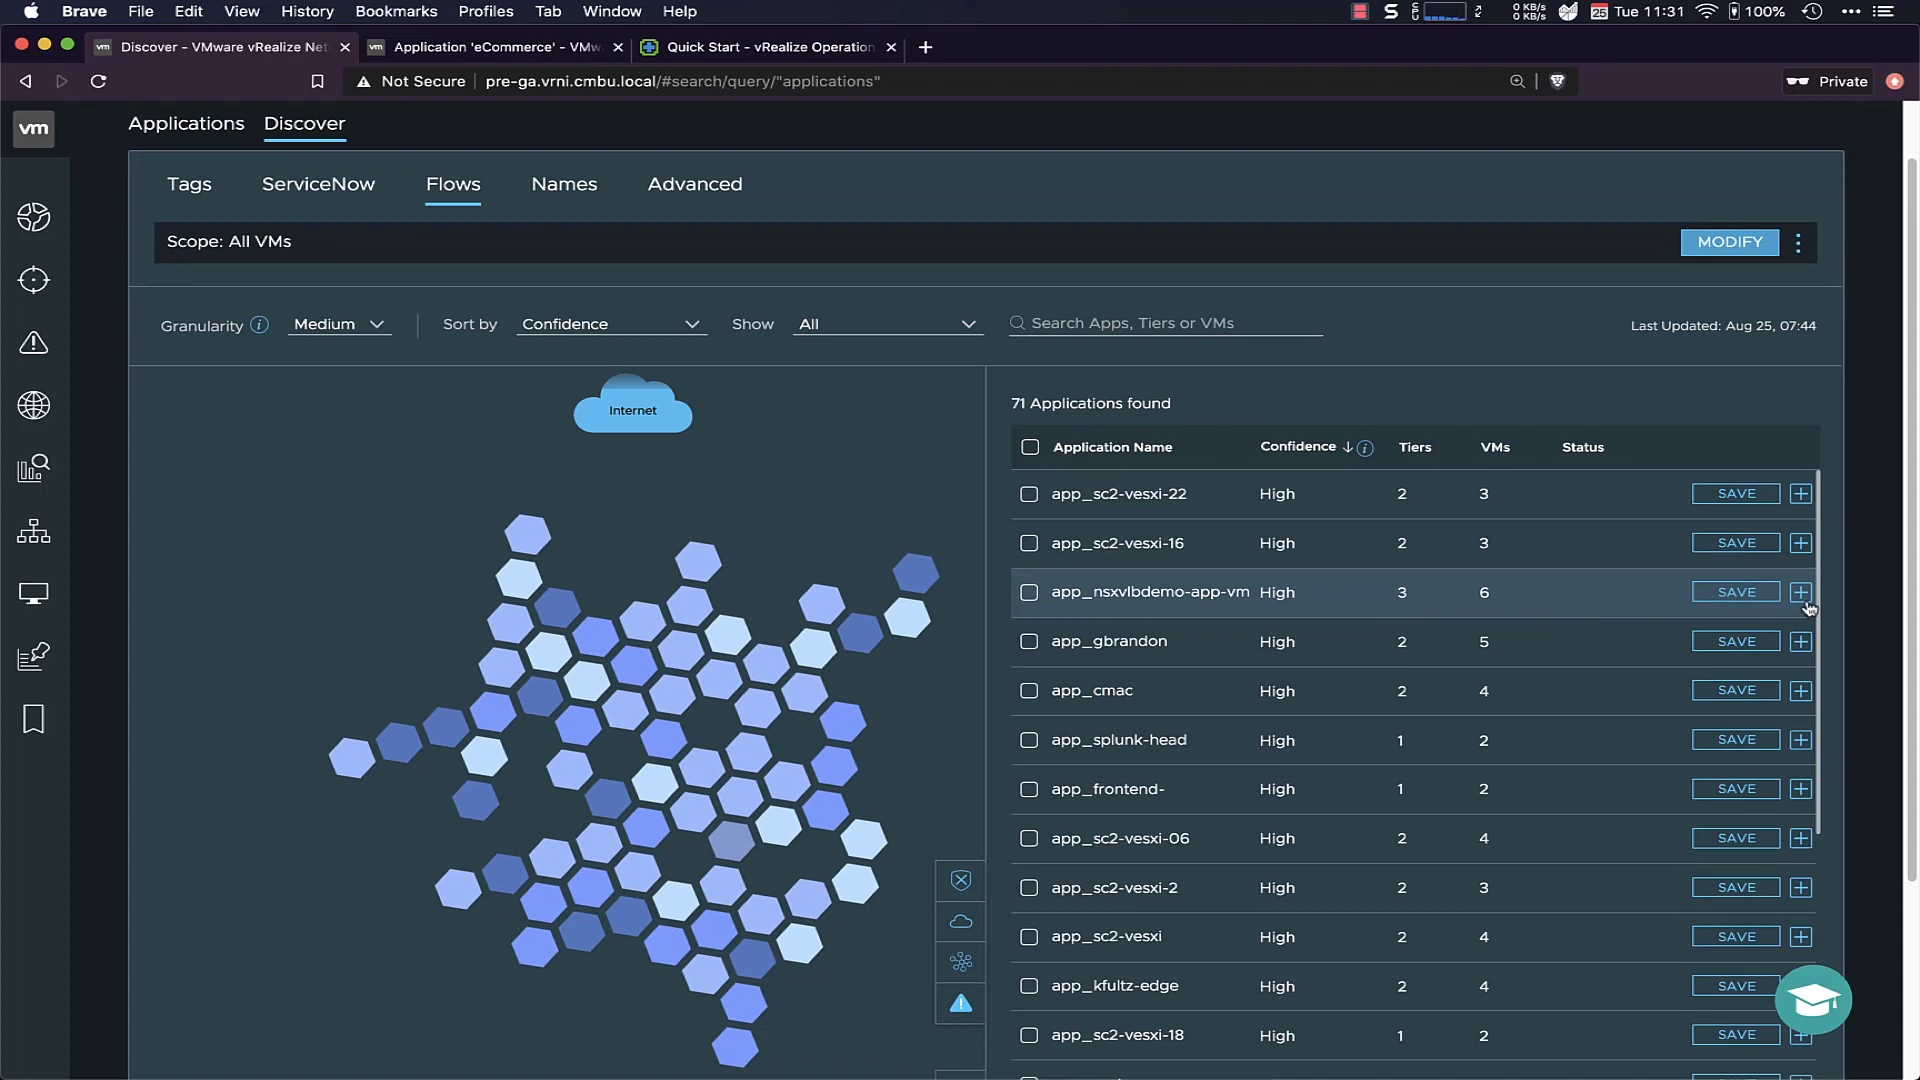 Brave File Edit View History Bookmarks Profiles Tab Window Help
0 KB/s
0 KB/s
25 Tue 11:31 100%
vm Discover - VMware vRealize Net
vm Application 'eCommerce' - VMw
Quick Start - vRealize Operation
Not Secure pre-ga.vrni.cmbu.local/#search/query/"applications"
Private
vm
Applications Discover
Tags ServiceNow Flows Names Advanced
Scope: All VMs MODIFY
Granularity Medium Sort by Confidence Show All Search Apps, Tiers or VMs Last Updated: Aug 25, 07:44
Internet
71 Applications found
Application Name Confidence Tiers VMs Status
app_sc2-vesxi-22 High 2 3 SAVE
app_sc2-vesxi-16 High 2 3 SAVE
app_nsxvlbdemo-app-vm High 3 6 SAVE
app_gbrandon High 2 5 SAVE
app_cmac High 2 4 SAVE
app_splunk-head High 1 2 SAVE
app_frontend- High 1 2 SAVE
app_sc2-vesxi-06 High 2 4 SAVE
app_sc2-vesxi-2 High 2 3 SAVE
app_sc2-vesxi High 2 4 SAVE
app_kfultz-edge High 2 4 SAVE
app_sc2-vesxi-18 High 1 2 SAVE